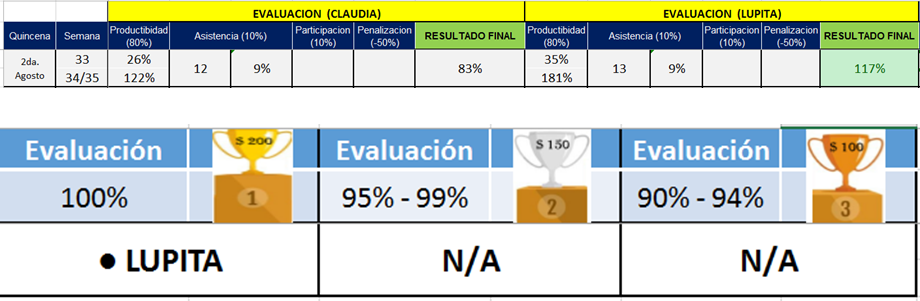 EVALUACION (CLAUDIA) EVALUACION (LUPITA)
Quincena Semana Productibidad (80%) Asistencia (10%) Participacion (10%) Penalizacion (-50%) RESULTADO FINAL Productibidad (80%) Asistencia (10%) Participacion (10%) Penalizacion (-50%) RESULTADO FINAL
2da. Agosto 33 26% 12 9% 83% 35% 13 9% 117%
34/35 122% 181%
Evaluación $ 200 Evaluación $ 150 Evaluación $ 100
100% 1 95% - 99% 2 90% - 94% 3
• LUPITA N/A N/A